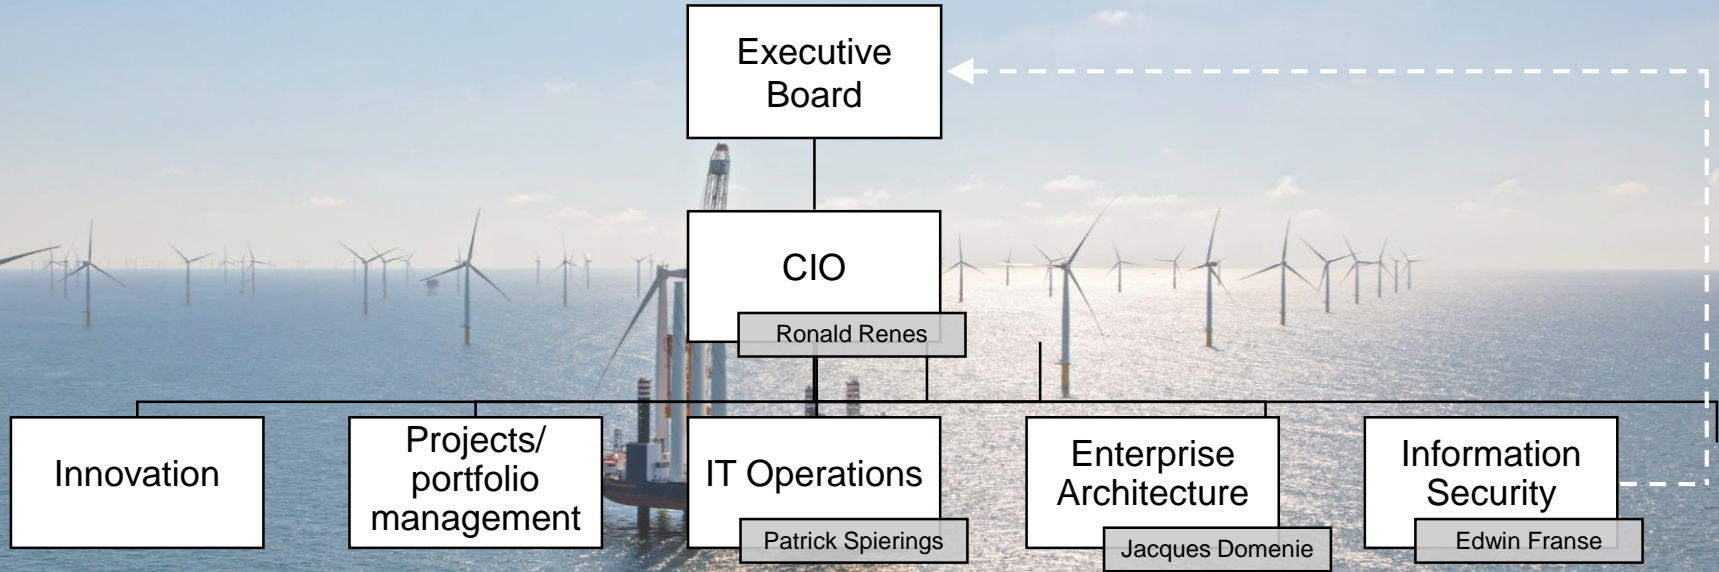 Executive
Board
CIO
Ronald Renes
Innovation
Projects/
portfolio
management
IT Operations
Patrick Spierings
Enterprise
Architecture
Jacques Domenie
Information
Security
Edwin Franse